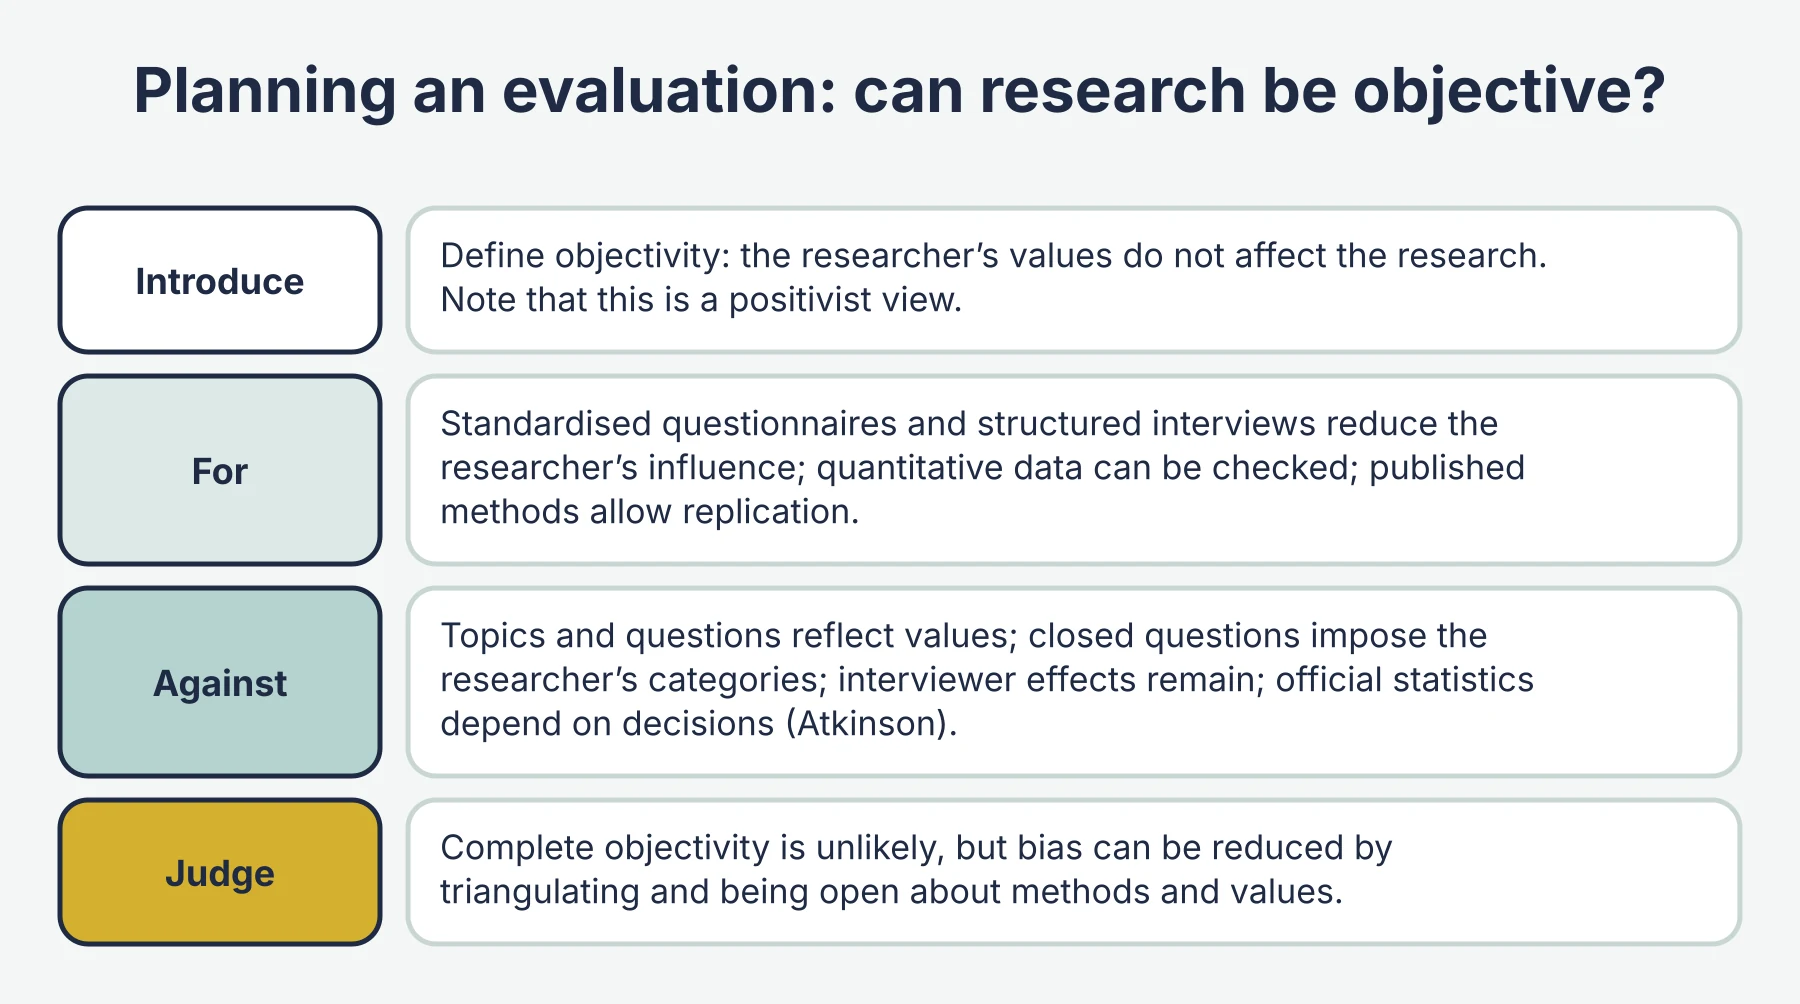 Planning an evaluation: can research be objective?
Introduce
Define objectivity: the researcher’s values do not affect the research.
Note that this is a positivist view.
For
Standardised questionnaires and structured interviews reduce the
researcher’s influence; quantitative data can be checked; published
methods allow replication.
Against
Topics and questions reflect values; closed questions impose the
researcher’s categories; interviewer effects remain; official statistics
depend on decisions (Atkinson).
Judge
Complete objectivity is unlikely, but bias can be reduced by
triangulating and being open about methods and values.